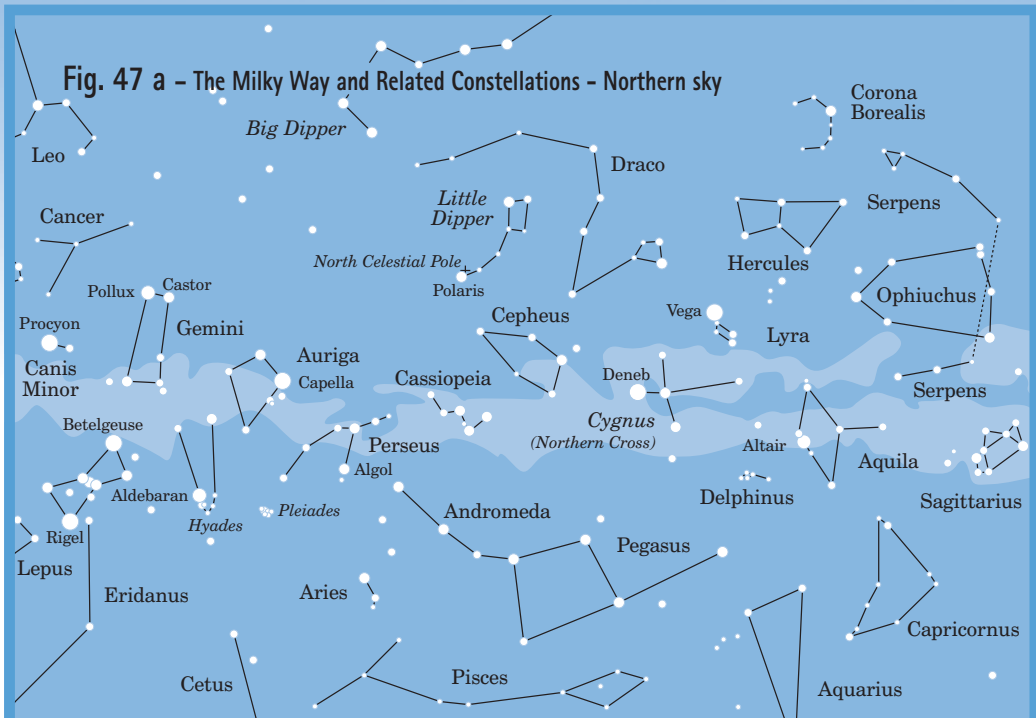 Fig. 47 a – The Milky Way and Related Constellations – Northern sky
Big Dipper
Corona
Borealis
Leo
Draco
Serpens
Little
Dipper
Cancer
North Celestial Pole
Polaris
Hercules
Pollux
Castor
Ophiuchus
Procyon
Gemini
Cepheus
Vega
Lyra
Canis
Minor
Auriga
Capella
Cassiopeia
Deneb
Serpens
Betelgeuse
Perseus
Cygnus
(Northern Cross)
Altair
Aquila
Algol
Aldebaran
Delphinus
Sagittarius
Hyades
Pleiades
Andromeda
Rigel
Pegasus
Lepus
Eridanus
Aries
Capricornus
Cetus
Pisces
Aquarius